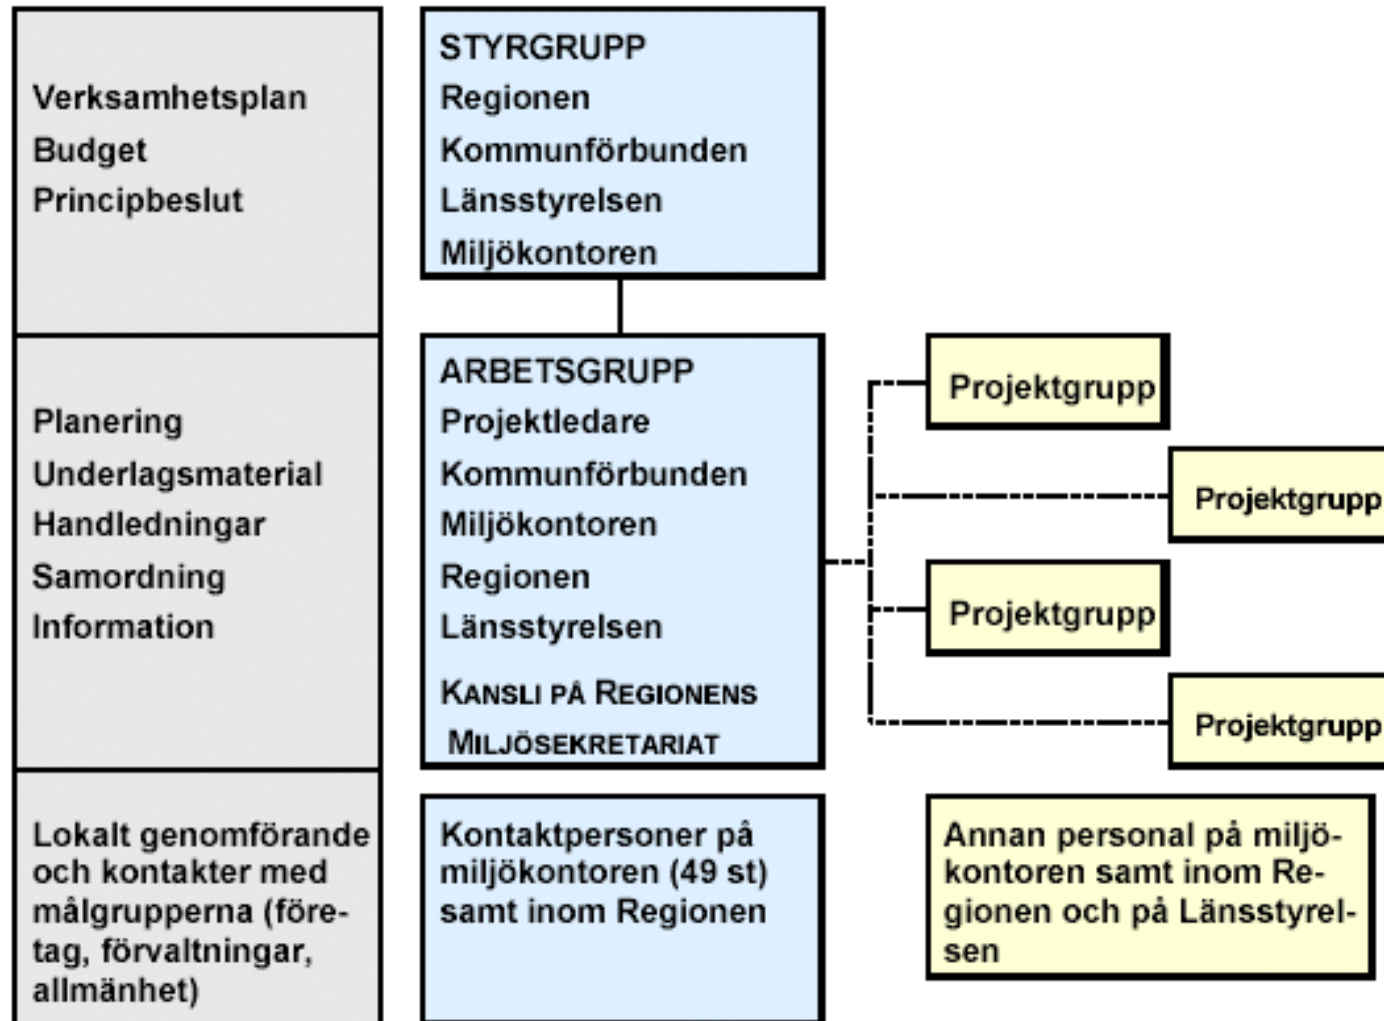 Verksamhetsplan
Budget
Principbeslut
STYRGRUPP
Regionen
Kommunförbunden
Länsstyrelsen
Miljökontoren
Planering
Underlagsmaterial
Handledningar
Samordning
Information
ARBETSGRUPP
Projektledare
Kommunförbunden
Miljökontoren
Regionen
Länsstyrelsen
KANSLI PÅ REGIONENS
MILJÖSEKRETARIAT
Projektgrupp
Projektgrupp
Projektgrupp
Projektgrupp
Lokalt genomförande
och kontakter med
målgrupperna (före-
tag, förvaltningar,
allmänhet)
Kontaktpersoner på
miljökontoren (49 st)
samt inom Regionen
Annan personal på miljö-
kontoren samt inom Re-
gionen och på Länsstyrel-
sen